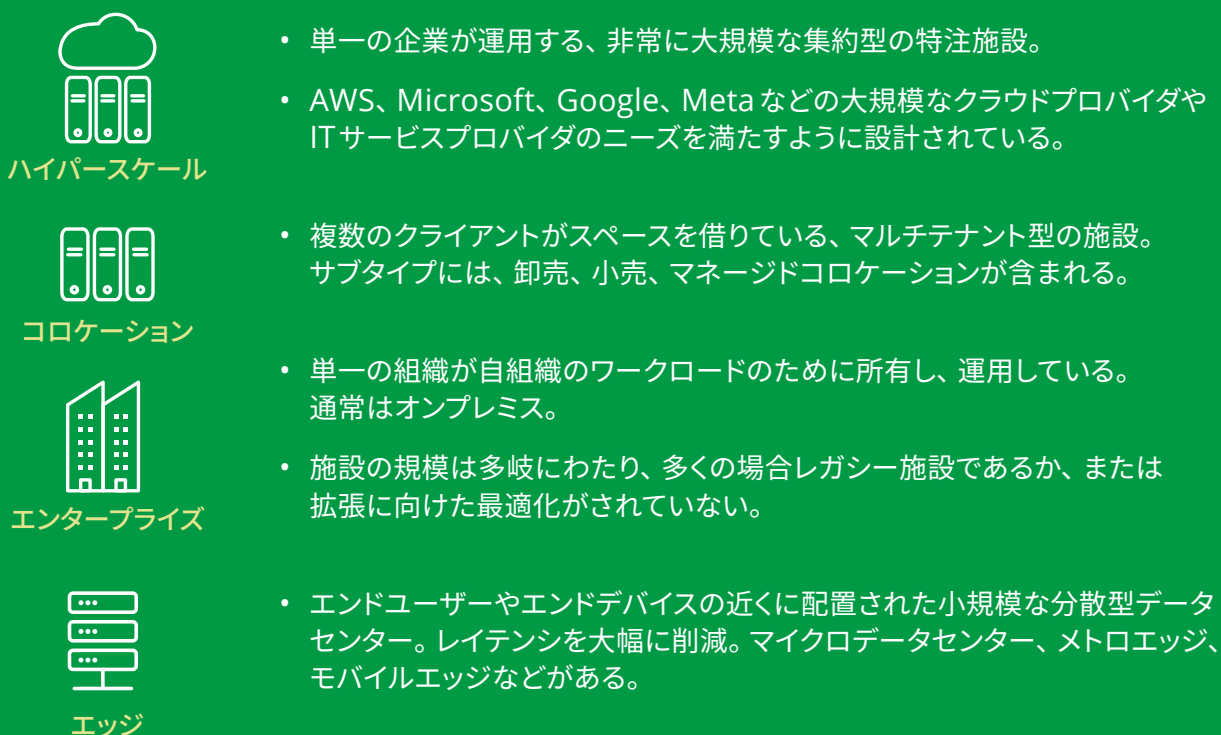 • 単一の企業が運用する、非常に大規模な集約型の特注施設。
• AWS、Microsoft、Google、Metaなどの大規模なクラウドプロバイダや
ITサービスプロバイダのニーズを満たすように設計されている。
ハイパースケール
• 複数のクライアントがスペースを借りている、マルチテナント型の施設。
サブタイプには、卸売、小売、マネージドコロケーションが含まれる。
コロケーション
• 単一の組織が自組織のワークロードのために所有し、運用している。
通常はオンプレミス。
• 施設の規模は多岐にわたり、多くの場合レガシー施設であるか、または
拡張に向けた最適化がされていない。
エンタープライズ
• エンドユーザーやエンドデバイスの近くに配置された小規模な分散型データ
センター。レイテンシを大幅に削減。マイクロデータセンター、メトロエッジ、
モバイルエッジなどがある。
エッジ